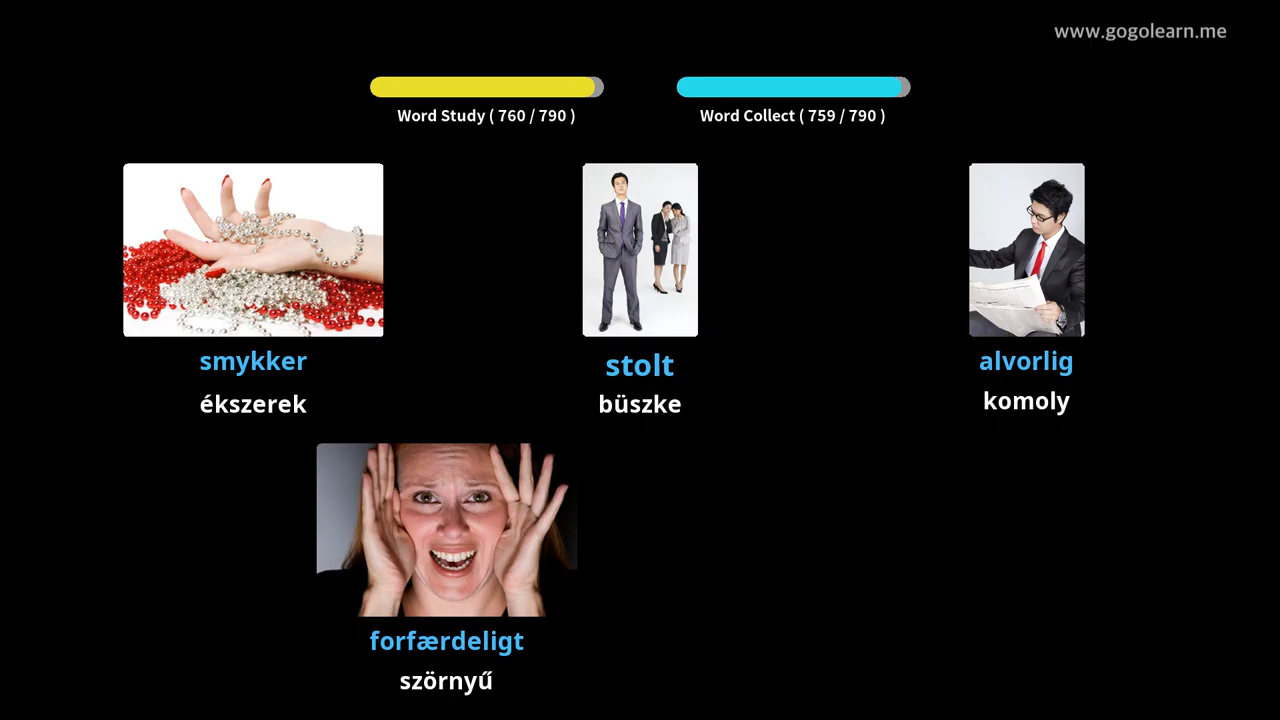 www.gogolearn.me
Word Study ( 760 / 790 )
Word Collect ( 759 / 790 )
smykker
stolt
alvorlig
ékszerek
büszke
komoly
forfærdeligt
szörnyű